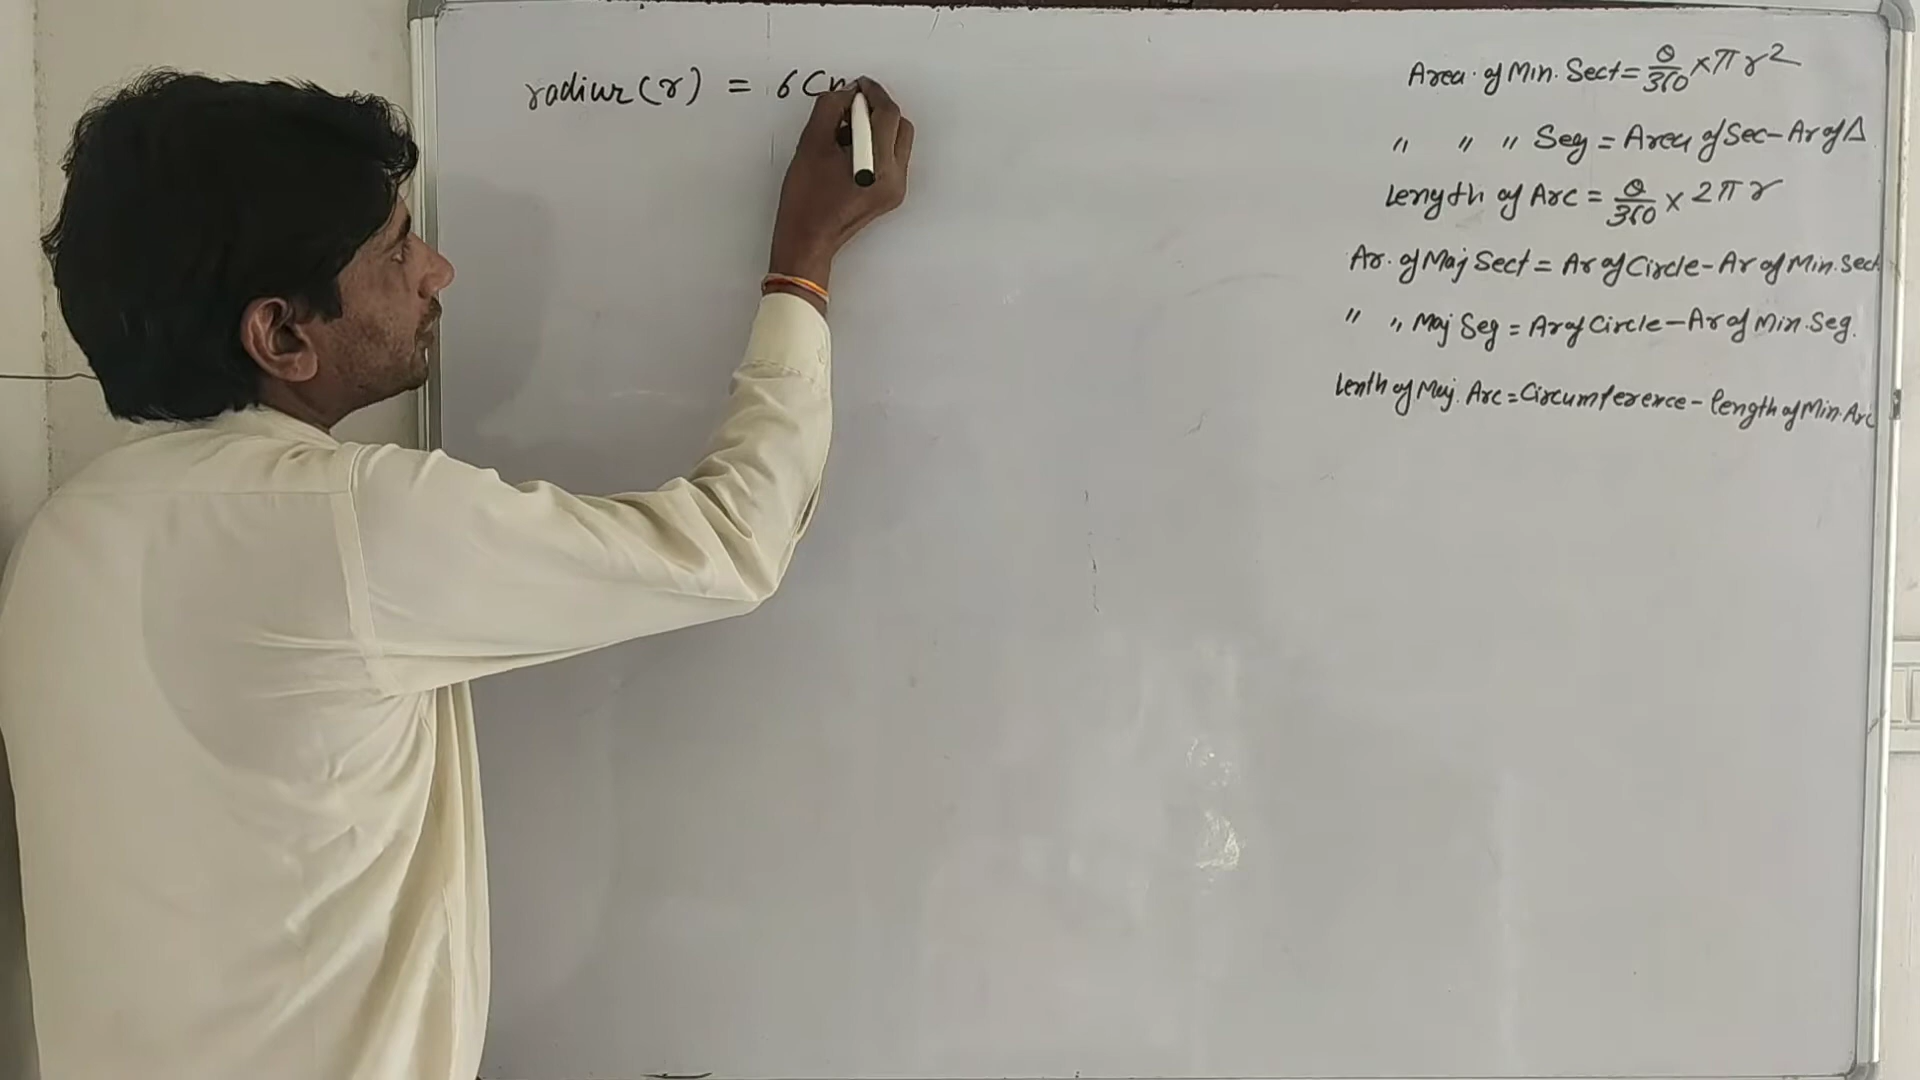 radius (r) = 6 Cm
Area of Min. Sect = θ/360 × πr²
" " " Seg = Area of Sec - Ar of Δ
Length of Arc = θ/360 × 2πr
Ar. of Maj Sect = Ar of Circle - Ar of Min. Sect
" " Maj Seg = Ar of Circle - Ar of Min. Seg.
Lenth of Maj. Arc = Circumference - length of Min. Arc